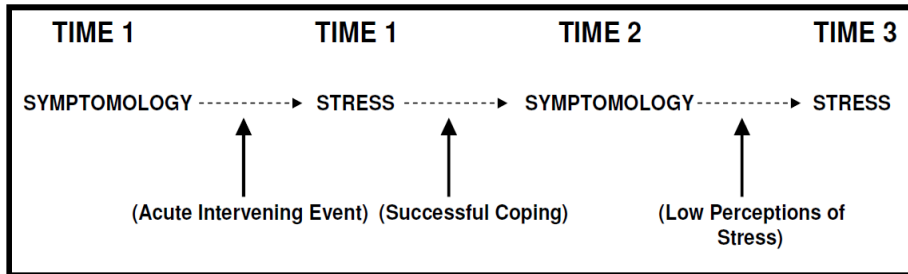 TIME 1 TIME 1 TIME 2 TIME 3
SYMPTOMOLOGY STRESS SYMPTOMOLOGY STRESS
(Acute Intervening Event) (Successful Coping) (Low Perceptions of
Stress)